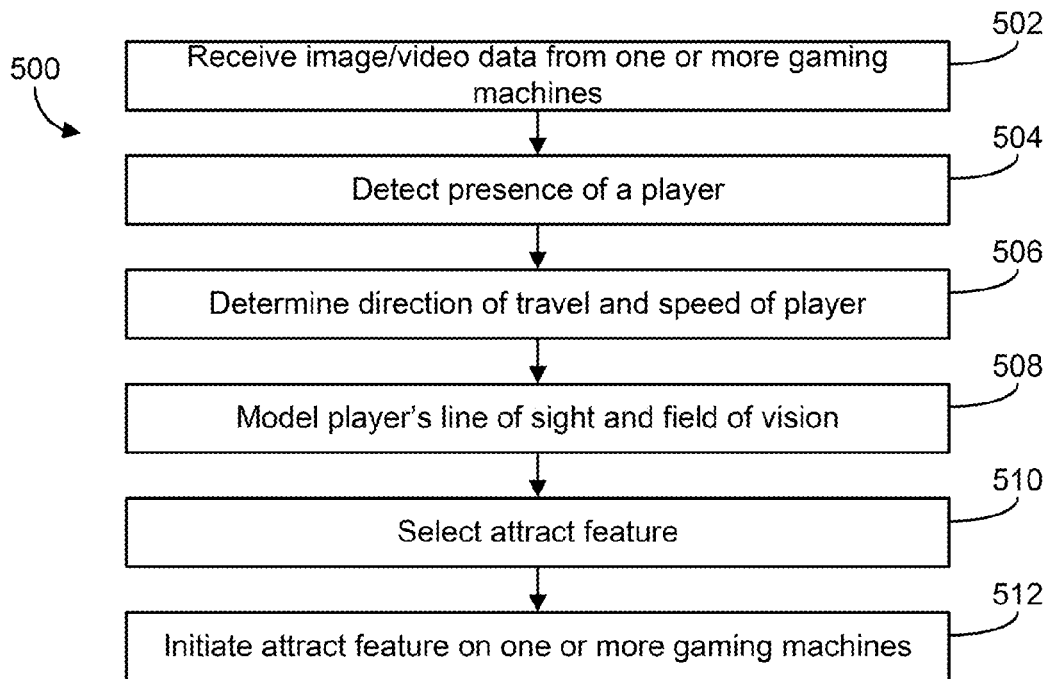 500
502
Receive image/video data from one or more gaming
machines
504
Detect presence of a player
506
Determine direction of travel and speed of player
508
Model player's line of sight and field of vision
510
Select attract feature
512
Initiate attract feature on one or more gaming machines